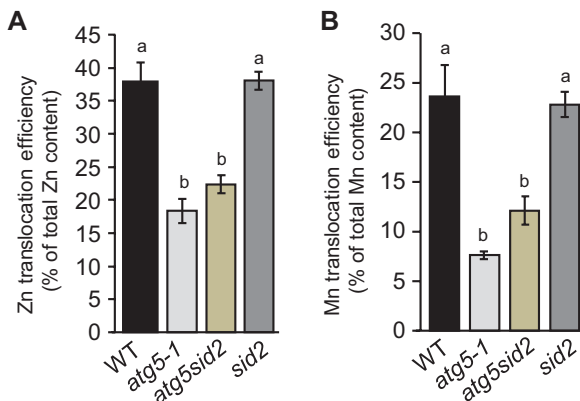 A
Zn translocation efficiency
(% of total Zn content)
45
40
35
30
25
20
15
10
5
0
a
b
b
a
WT
atg5-1
atg5sid2
sid2
B
Mn translocation efficiency
(% of total Mn content)
30
25
20
15
10
5
0
a
b
b
a
WT
atg5-1
atg5sid2
sid2